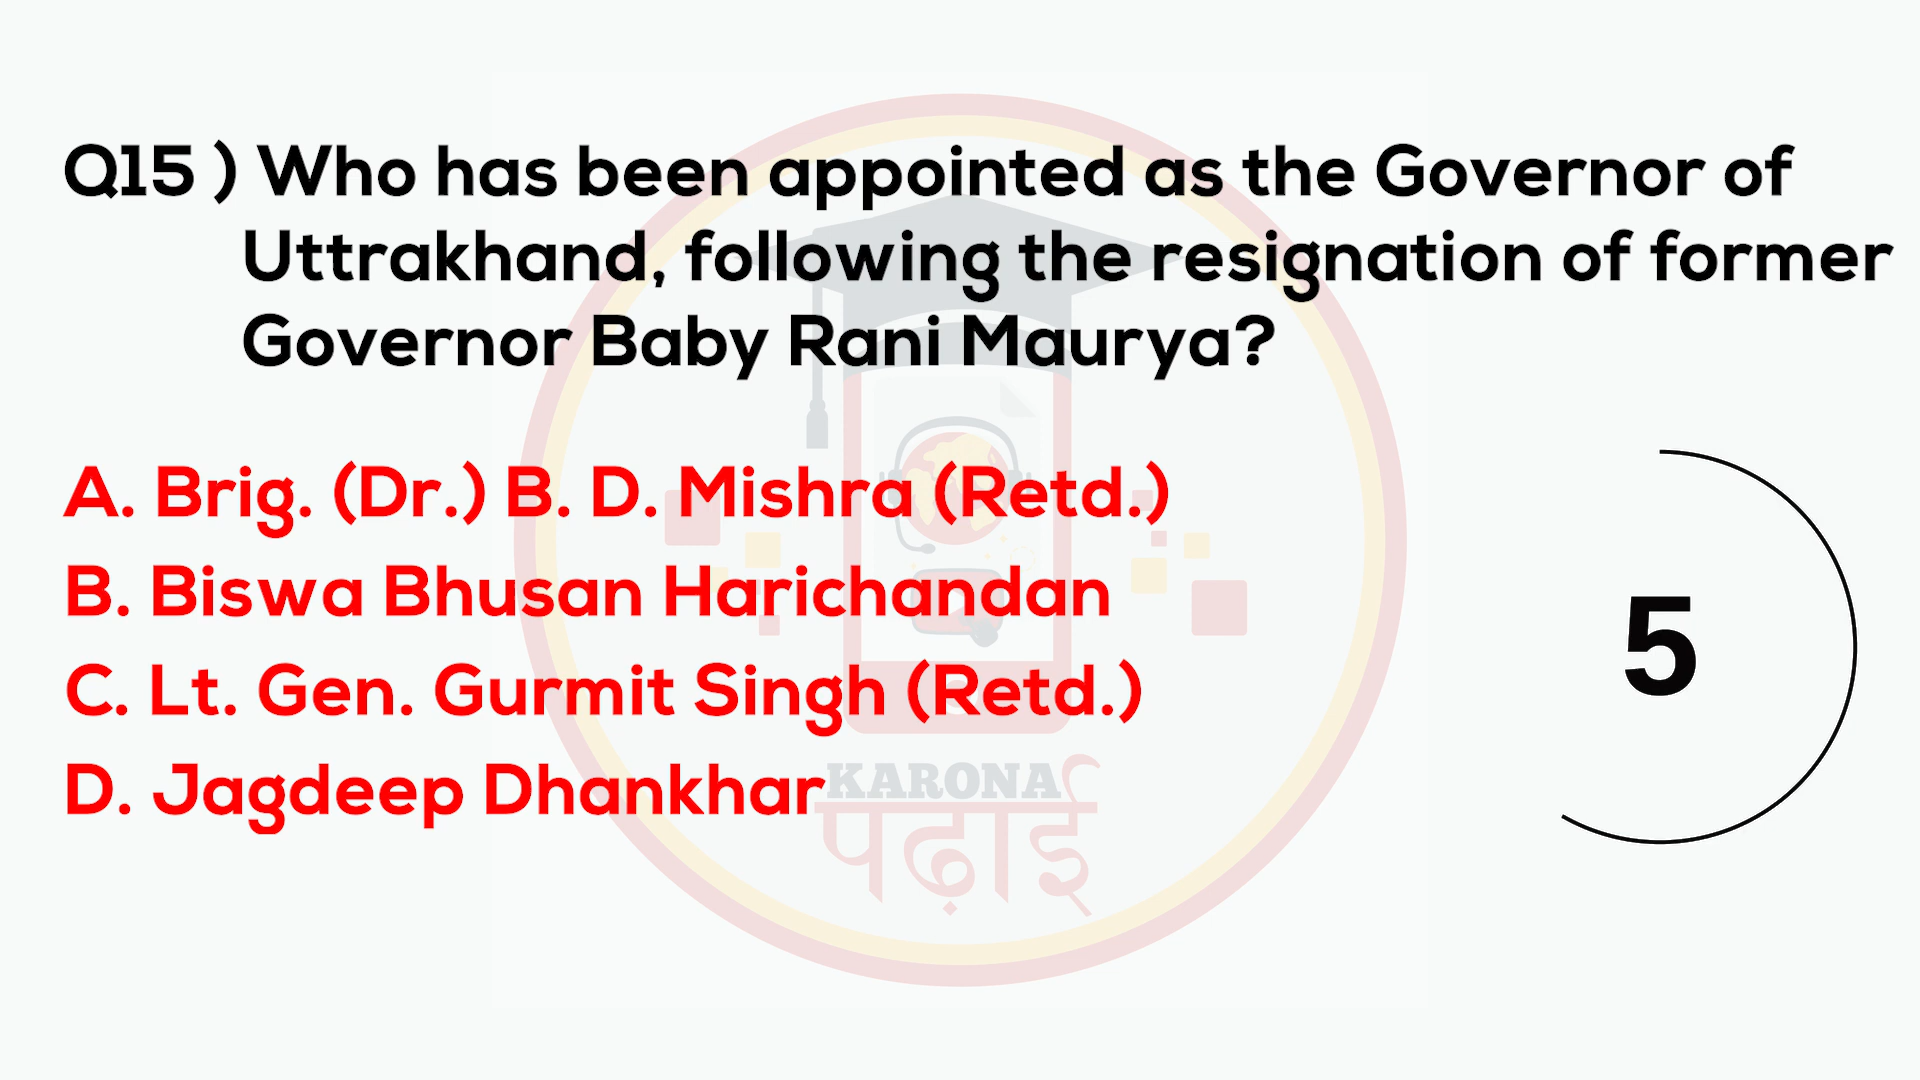 Q15 ) Who has been appointed as the Governor of
Uttrakhand, following the resignation of former
Governor Baby Rani Maurya?
A. Brig. (Dr.) B. D. Mishra (Retd.)
B. Biswa Bhusan Harichandan
C. Lt. Gen. Gurmit Singh (Retd.)
D. Jagdeep Dhankhar
5
KARONA
पढ़ाई